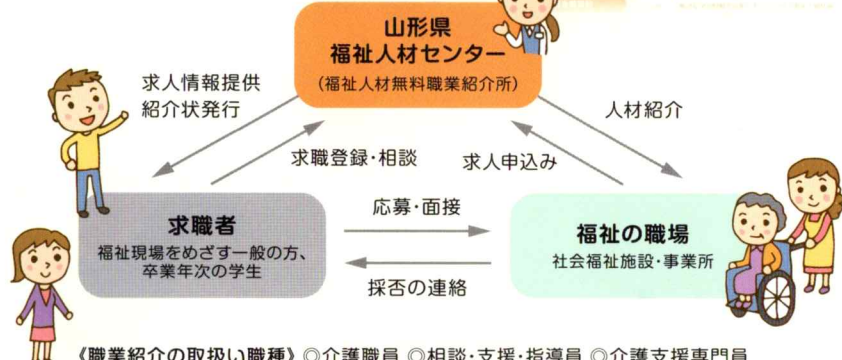 山形県
福祉人材センター
(福祉人材無料職業紹介所)
求人情報提供
紹介状発行
人材紹介
求職登録・相談
求人申込み
求職者
福祉現場をめざす一般の方、
卒業年次の学生
応募・面接
採否の連絡
福祉の職場
社会福祉施設・事業所
《職業紹介の取扱い職種》◎介護職員 ◎相談・支援・指導員 ◎介護支援専門員